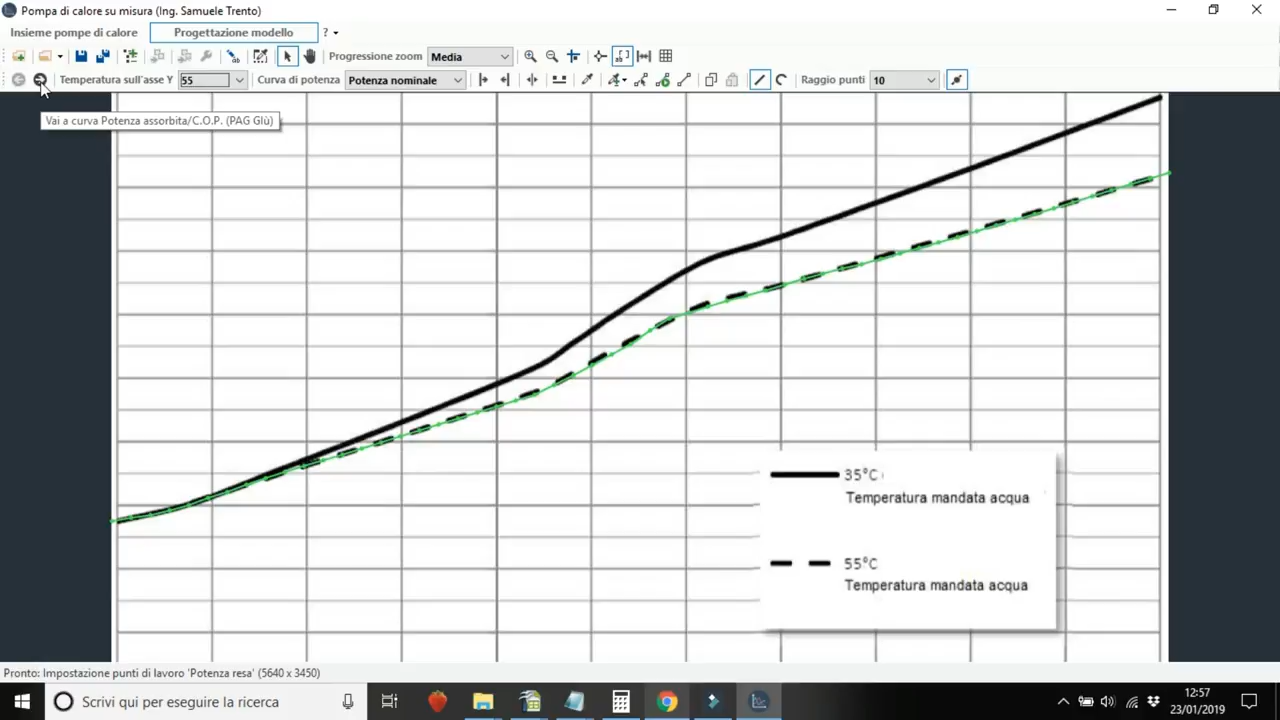 Pompa di calore su misura (Ing. Samuele Trento)
Insieme pompe di calore
Progettazione modello
?
Progressione zoom
Media
Temperatura sull'asse Y
55
Curva di potenza
Potenza nominale
Raggio punti
10
Vai a curva Potenza assorbita/C.O.P. (PAG Giù)
35°C
Temperatura mandata acqua
55°C
Temperatura mandata acqua
Pronto: Impostazione punti di lavoro 'Potenza resa' (5640 x 3450)
Scrivi qui per eseguire la ricerca
12:57
23/01/2019